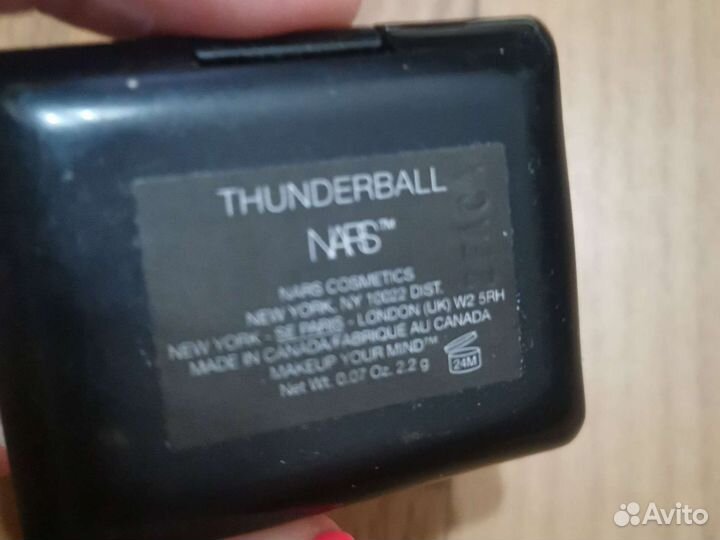 THUNDERBALL
NARS™
NARS COSMETICS
NEW YORK, NY 10022 DIST.
NEW YORK - SE PARIS - LONDON (UK) W2 5RH
MADE IN CANADA/FABRIQUÉ AU CANADA
MAKEUP YOUR MIND™
Net Wt. 0.07 Oz. 2.2 g
24M
Avito